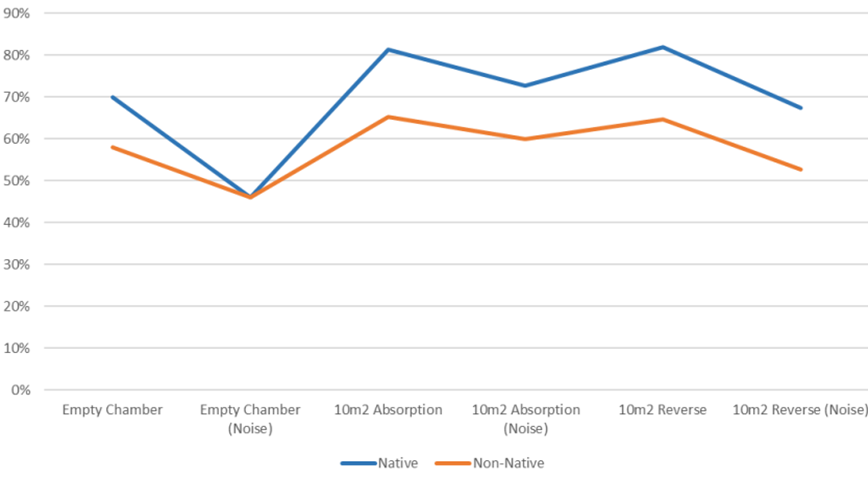 90%
80%
70%
60%
50%
40%
30%
20%
10%
0%
Empty Chamber
Empty Chamber
(Noise)
10m2 Absorption
10m2 Absorption
(Noise)
10m2 Reverse
10m2 Reverse (Noise)
Native
Non-Native